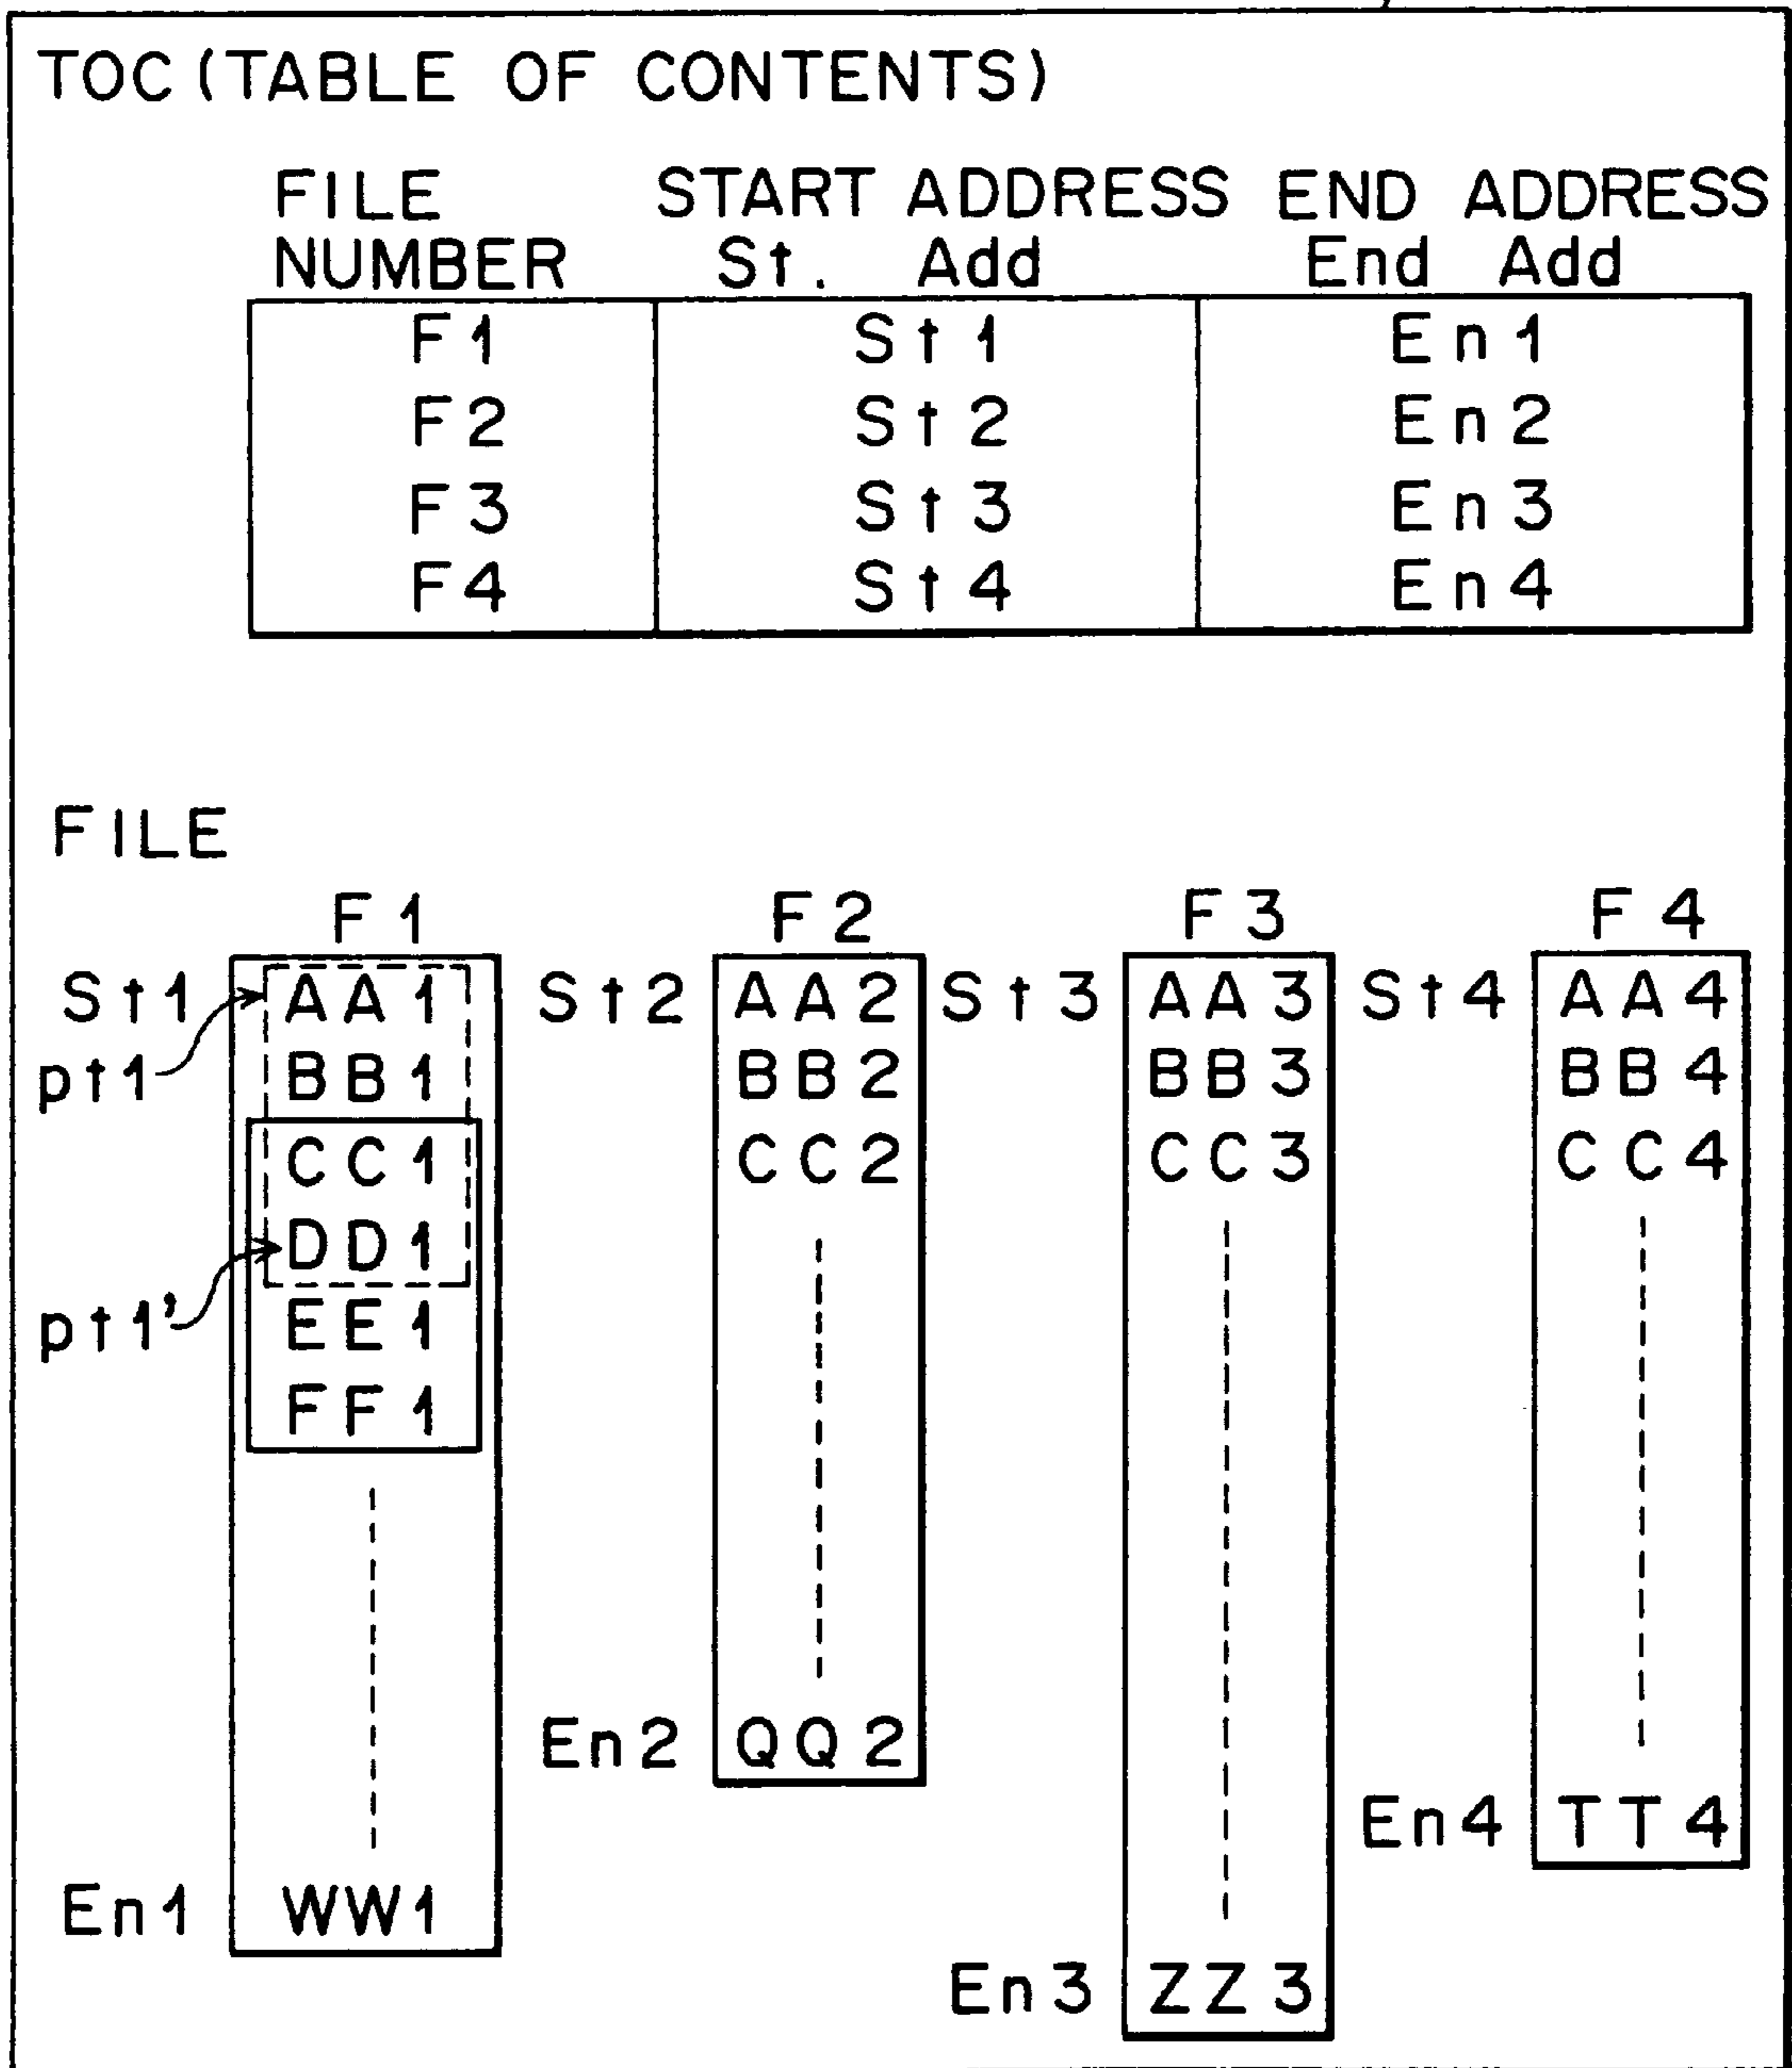 TOC (TABLE OF CONTENTS)
FILE NUMBER START ADDRESS St. Add END ADDRESS End Add
F1 St1 En1
F2 St2 En2
F3 St3 En3
F4 St4 En4
FILE
F1 F2 F3 F4
St1 AA1 St2 AA2 St3 AA3 St4 AA4
pt1 BB1 BB2 BB3 BB4
CC1 CC2 CC3 CC4
DD1
pt1' EE1
FF1
En2 QQ2
En4 TT4
En1 WW1
En3 ZZ3